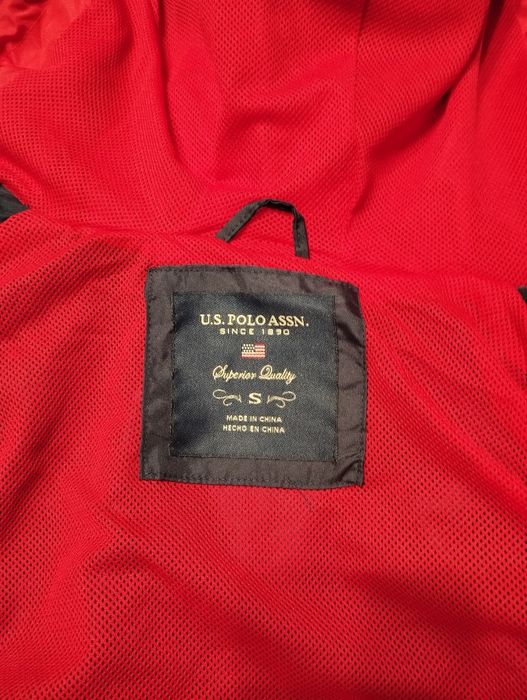 U.S. POLO ASSN.
SINCE 1890
Superior Quality
S
MADE IN CHINA
HECHO EN CHINA